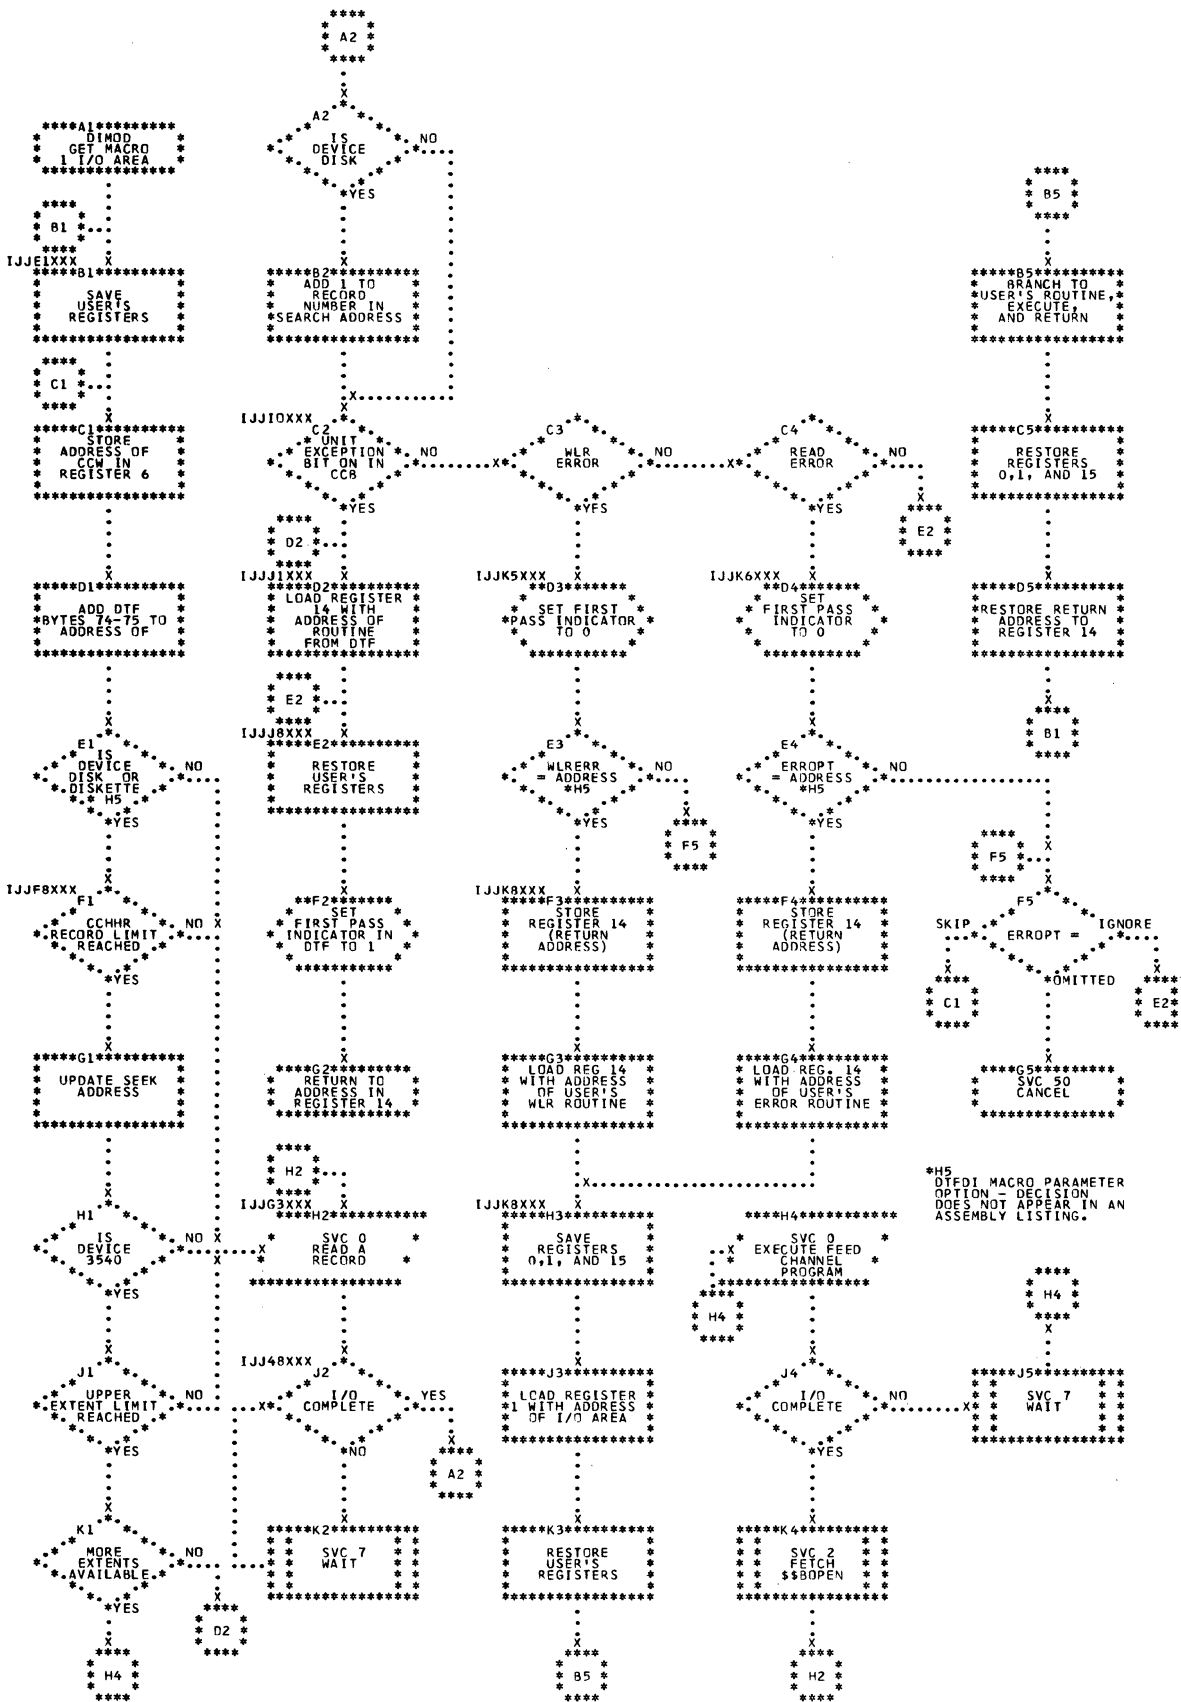 A2
A1
DIMOD
GET MACRO
1 I/O AREA
B1
IJJE1XXX
B1
SAVE
USER'S
REGISTERS
C1
C1
STORE
ADDRESS OF
CCW IN
REGISTER 6
D1
ADD DTF
BYTES 74-75 TO
ADDRESS OF
E1
IS
DEVICE
DISK OR
DISKETTE
H5
NO
YES
IJJF8XXX
F1
CCHHR
RECORD LIMIT
REACHED
NO
YES
G1
UPDATE SEEK
ADDRESS
H1
IS
DEVICE
3540
NO
YES
J1
UPPER
EXTENT LIMIT
REACHED
NO
YES
K1
MORE
EXTENTS
AVAILABLE
NO
YES
D2
H4
A2
IS
DEVICE
DISK
NO
YES
B2
ADD 1 TO
RECORD
NUMBER IN
SEARCH ADDRESS
IJJI0XXX
C2
UNIT
EXCEPTION
BIT ON IN
CCB
NO
YES
D2
IJJJ1XXX
D2
LOAD REGISTER
14 WITH
ADDRESS OF
ROUTINE
FROM DTF
E2
IJJJ8XXX
E2
RESTORE
USER'S
REGISTERS
F2
SET
FIRST PASS
INDICATOR IN
DTF TO 1
G2
RETURN TO
ADDRESS IN
REGISTER 14
H2
IJJG3XXX
H2
SVC 0
READ A
RECORD
IJJ48XXX
J2
I/O
COMPLETE
YES
NO
A2
K2
SVC 7
WAIT
C3
WLR
ERROR
NO
YES
IJJK5XXX
D3
SET FIRST
PASS INDICATOR
TO 0
E3
WLRERR
= ADDRESS
*H5
NO
YES
F5
IJJK8XXX
F3
STORE
REGISTER 14
(RETURN
ADDRESS)
G3
LOAD REG 14
WITH ADDRESS
OF USER'S
WLR ROUTINE
IJJK8XXX
H3
SAVE
REGISTERS
0,1, AND 15
J3
LOAD REGISTER
1 WITH ADDRESS
OF I/O AREA
K3
RESTORE
USER'S
REGISTERS
B5
C4
READ
ERROR
NO
YES
E2
IJJK6XXX
D4
SET
FIRST PASS
INDICATOR
TO 0
E4
ERROPT
= ADDRESS
*H5
NO
YES
F4
STORE
REGISTER 14
(RETURN
ADDRESS)
G4
LOAD REG. 14
WITH ADDRESS
OF USER'S
ERROR ROUTINE
H4
SVC 0
EXECUTE FEED
CHANNEL
PROGRAM
H4
J4
I/O
COMPLETE
NO
YES
K4
SVC 2
FETCH
$$BOPEN
H2
B5
B5
BRANCH TO
USER'S ROUTINE,
EXECUTE,
AND RETURN
C5
RESTORE
REGISTERS
0,1, AND 15
D5
RESTORE RETURN
ADDRESS TO
REGISTER 14
B1
F5
F5
ERROPT =
SKIP
IGNORE
OMITTED
C1
E2
G5
SVC 50
CANCEL
*H5
DTFDI MACRO PARAMETER
OPTION - DECISION
DOES NOT APPEAR IN AN
ASSEMBLY LISTING.
H4
J5
SVC 7
WAIT